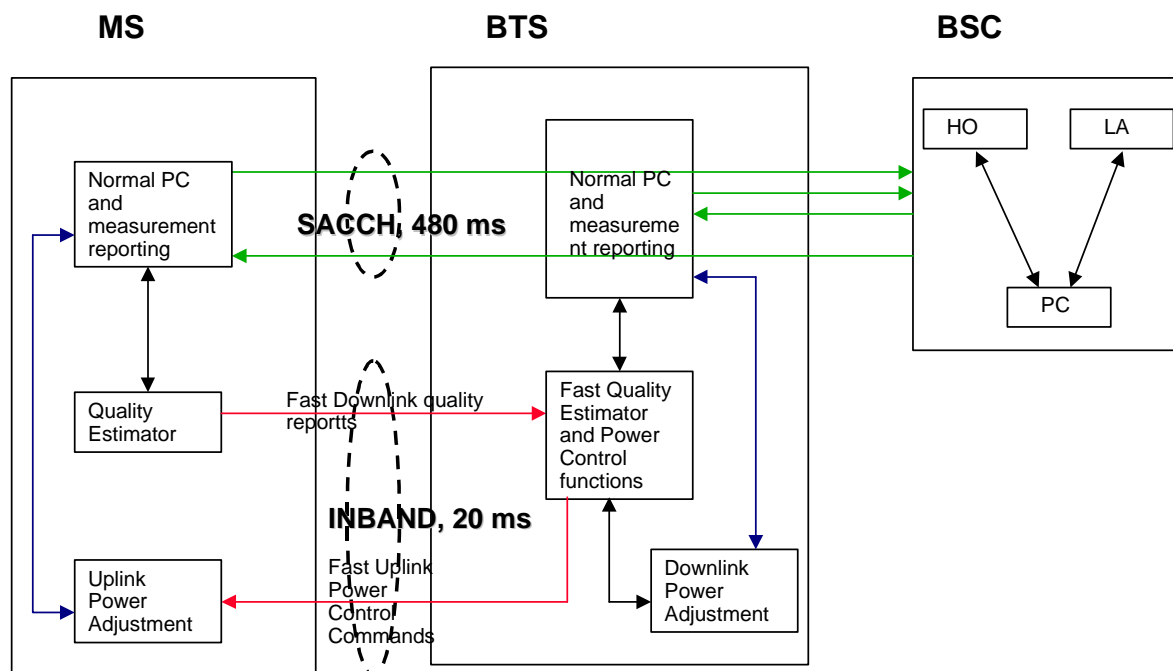 MS
BTS
BSC
HO
LA
PC
Normal PC
and
measurement
reporting
SACCH, 480 ms
Normal PC
and
measureme
nt reporting
Quality
Estimator
Fast Downlink quality
reportts
Fast Quality
Estimator
and Power
Control
functions
INBAND, 20 ms
Uplink
Power
Adjustment
Fast Uplink
Power
Control
Commands
Downlink
Power
Adjustment